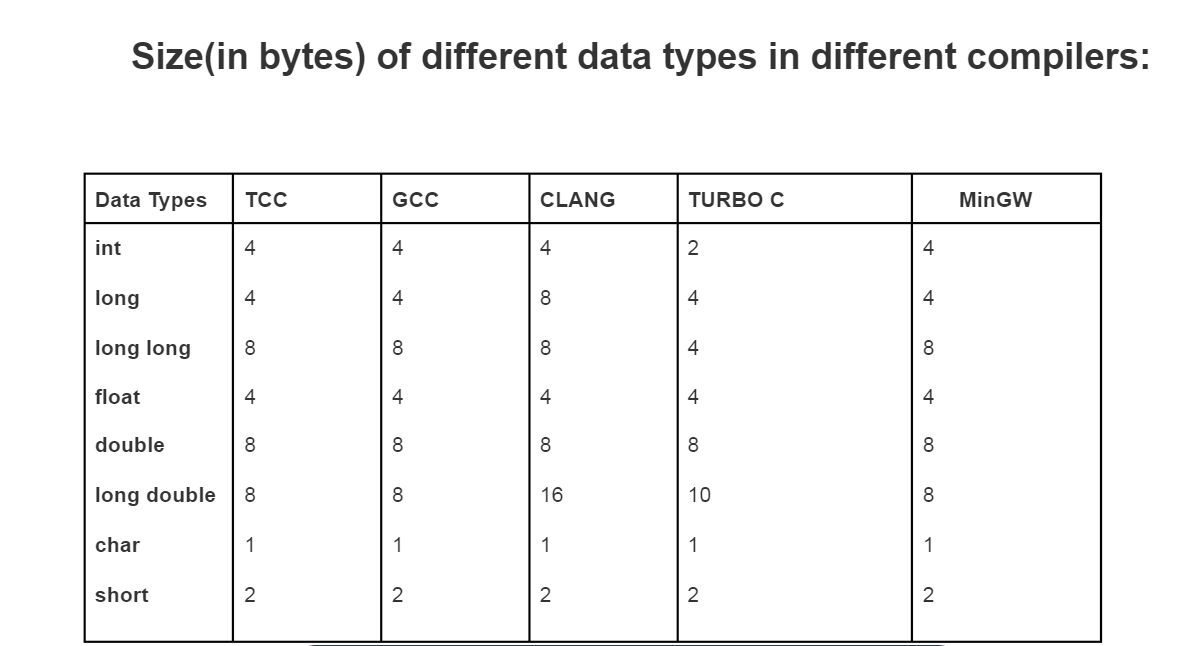 Size(in bytes) of different data types in different compilers:
Data Types TCC GCC CLANG TURBO C MinGW
int 4 4 4 2 4
long 4 4 8 4 4
long long 8 8 8 4 8
float 4 4 4 4 4
double 8 8 8 8 8
long double 8 8 16 10 8
char 1 1 1 1 1
short 2 2 2 2 2